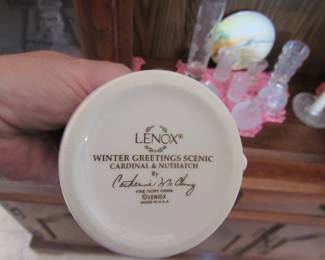 LENOX®
WINTER GREETINGS SCENIC
CARDINAL & NUTHATCH
By
Catherine McClung
FINE IVORY CHINA
©LENOX
MADE IN U.S.A.